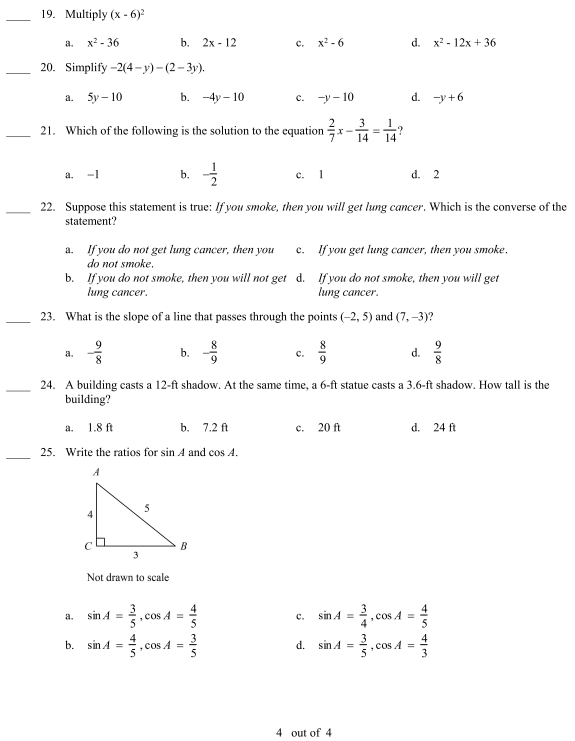 ____ 19. Multiply (x - 6)²
a. x² - 36 b. 2x - 12 c. x² - 6 d. x² - 12x + 36
____ 20. Simplify −2(4 − y) − (2 − 3y).
a. 5y − 10 b. −4y − 10 c. −y − 10 d. −y + 6
____ 21. Which of the following is the solution to the equation 2/7 x − 3/14 = 1/14?
a. −1 b. −1/2 c. 1 d. 2
____ 22. Suppose this statement is true: If you smoke, then you will get lung cancer. Which is the converse of the
statement?
a. If you do not get lung cancer, then you
do not smoke.
b. If you do not smoke, then you will not get
lung cancer.
c. If you get lung cancer, then you smoke.
d. If you do not smoke, then you will get
lung cancer.
____ 23. What is the slope of a line that passes through the points (–2, 5) and (7, –3)?
a. −9/8 b. −8/9 c. 8/9 d. 9/8
____ 24. A building casts a 12-ft shadow. At the same time, a 6-ft statue casts a 3.6-ft shadow. How tall is the
building?
a. 1.8 ft b. 7.2 ft c. 20 ft d. 24 ft
____ 25. Write the ratios for sin A and cos A.
A
4 5
C B
3
Not drawn to scale
a. sin A = 3/5, cos A = 4/5 c. sin A = 3/4, cos A = 4/5
b. sin A = 4/5, cos A = 3/5 d. sin A = 3/5, cos A = 4/3
4 out of 4